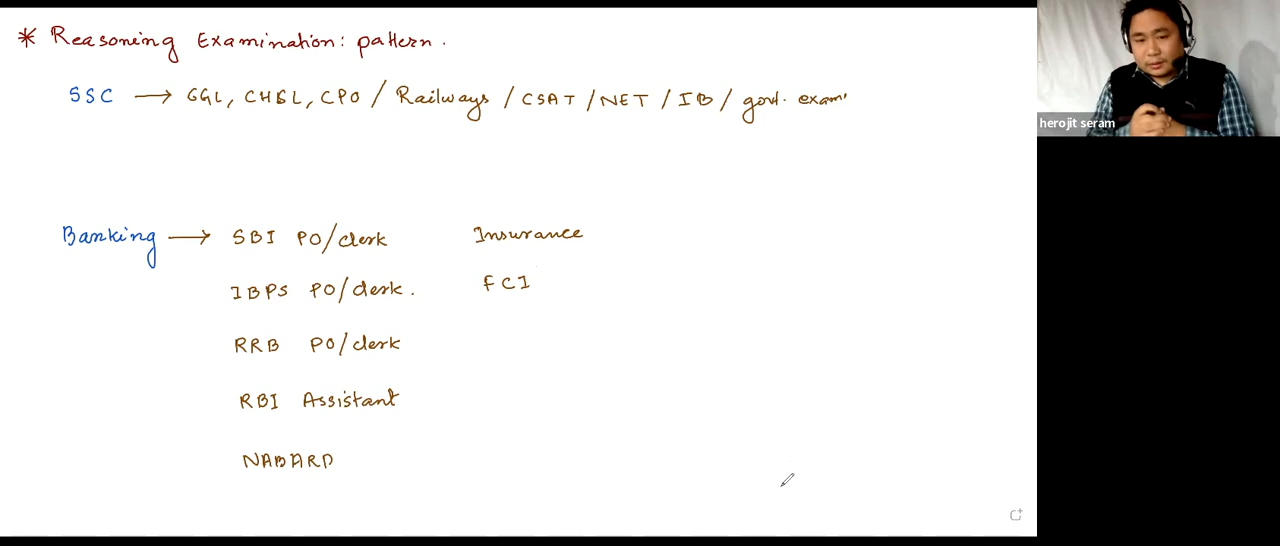 * Reasoning Examination: pattern.
SSC → CGL, CHSL, CPO / Railways / CSAT / NET / IB / govt. exam.
herojit seram
Banking → SBI PO/clerk Insurance
IBPS PO/clerk. FCI
RRB PO/clerk
RBI Assistant
NABARD